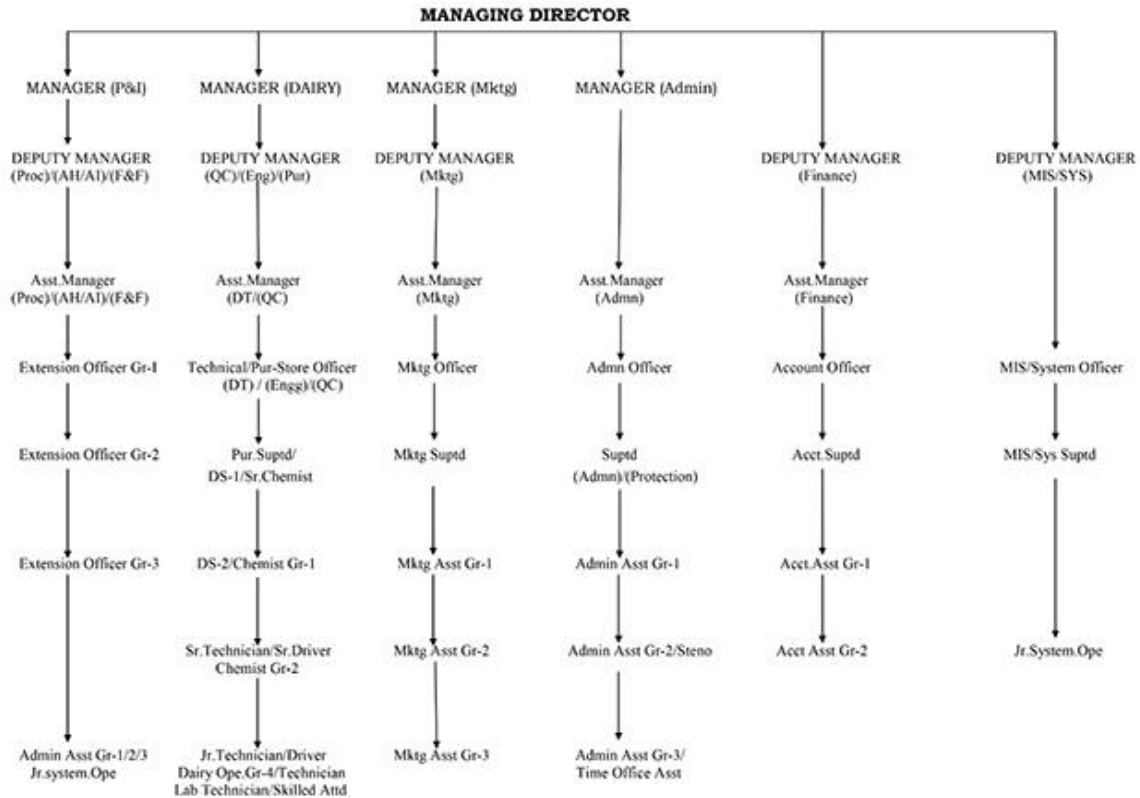 MANAGING DIRECTOR
MANAGER (P&I)
MANAGER (DAIRY)
MANAGER (Mktg)
MANAGER (Admin)
DEPUTY MANAGER
(Proc)/(AH/AI)/(F&F)
DEPUTY MANAGER
(QC)/(Eng)/(Pur)
DEPUTY MANAGER
(Mktg)
DEPUTY MANAGER
(Finance)
DEPUTY MANAGER
(MIS/SYS)
Asst.Manager
(Proc)/(AH/AI)/(F&F)
Asst.Manager
(DT/(QC)
Asst.Manager
(Mktg)
Asst.Manager
(Admn)
Asst.Manager
(Finance)
Extension Officer Gr-1
Technical/Pur-Store Officer
(DT) / (Engg)/(QC)
Mktg Officer
Admn Officer
Account Officer
MIS/System Officer
Extension Officer Gr-2
Pur.Suptd/
DS-1/Sr.Chemist
Mktg Suptd
Suptd
(Admn)/(Protection)
Acct.Suptd
MIS/Sys Suptd
Extension Officer Gr-3
DS-2/Chemist Gr-1
Mktg Asst Gr-1
Admin Asst Gr-1
Acct.Asst Gr-1
Sr.Technician/Sr.Driver
Chemist Gr-2
Mktg Asst Gr-2
Admin Asst Gr-2/Steno
Acct Asst Gr-2
Jr.System.Ope
Admin Asst Gr-1/2/3
Jr.system.Ope
Jr.Technician/Driver
Dairy Ope.Gr-4/Technician
Lab Technician/Skilled Attd
Mktg Asst Gr-3
Admin Asst Gr-3/
Time Office Asst